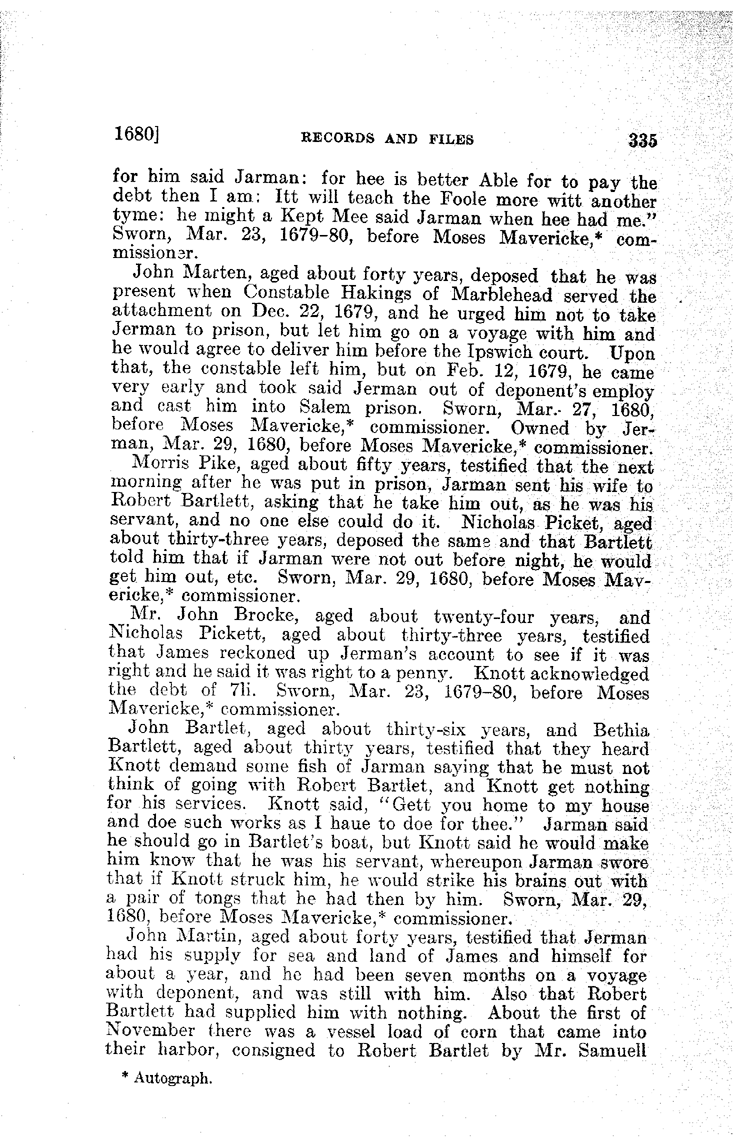 1680] RECORDS AND FILES 335
for him said Jarman: for hee is better Able for to pay the
debt then I am: Itt will teach the Foole more witt another
tyme: he might a Kept Mee said Jarman when hee had me."
Sworn, Mar. 23, 1679-80, before Moses Mavericke,* com-
missioner.
John Marten, aged about forty years, deposed that he was
present when Constable Hakings of Marblehead served the
attachment on Dec. 22, 1679, and he urged him not to take
Jerman to prison, but let him go on a voyage with him and
he would agree to deliver him before the Ipswich court. Upon
that, the constable left him, but on Feb. 12, 1679, he came
very early and took said Jerman out of deponent's employ
and cast him into Salem prison. Sworn, Mar.- 27, 1680,
before Moses Mavericke,* commissioner. Owned by Jer-
man, Mar. 29, 1680, before Moses Mavericke,* commissioner.
Morris Pike, aged about fifty years, testified that the next
morning after he was put in prison, Jarman sent his wife to
Robert Bartlett, asking that he take him out, as he was his
servant, and no one else could do it. Nicholas Picket, aged
about thirty-three years, deposed the same and that Bartlett
told him that if Jarman were not out before night, he would
get him out, etc. Sworn, Mar. 29, 1680, before Moses Mav-
ericke,* commissioner.
Mr. John Brocke, aged about twenty-four years, and
Nicholas Pickett, aged about thirty-three years, testified
that James reckoned up Jerman's account to see if it was
right and he said it was right to a penny. Knott acknowledged
the debt of 7li. Sworn, Mar. 23, 1679-80, before Moses
Mavericke,* commissioner.
John Bartlet, aged about thirty-six years, and Bethia
Bartlett, aged about thirty years, testified that they heard
Knott demand some fish of Jarman saying that he must not
think of going with Robert Bartlet, and Knott get nothing
for his services. Knott said, "Gett you home to my house
and doe such works as I haue to doe for thee." Jarman said
he should go in Bartlet's boat, but Knott said he would make
him know that he was his servant, whereupon Jarman swore
that if Knott struck him, he would strike his brains out with
a pair of tongs that he had then by him. Sworn, Mar. 29,
1680, before Moses Mavericke,* commissioner.
John Martin, aged about forty years, testified that Jerman
had his supply for sea and land of James and himself for
about a year, and he had been seven months on a voyage
with deponent, and was still with him. Also that Robert
Bartlett had supplied him with nothing. About the first of
November there was a vessel load of corn that came into
their harbor, consigned to Robert Bartlet by Mr. Samuell
* Autograph.